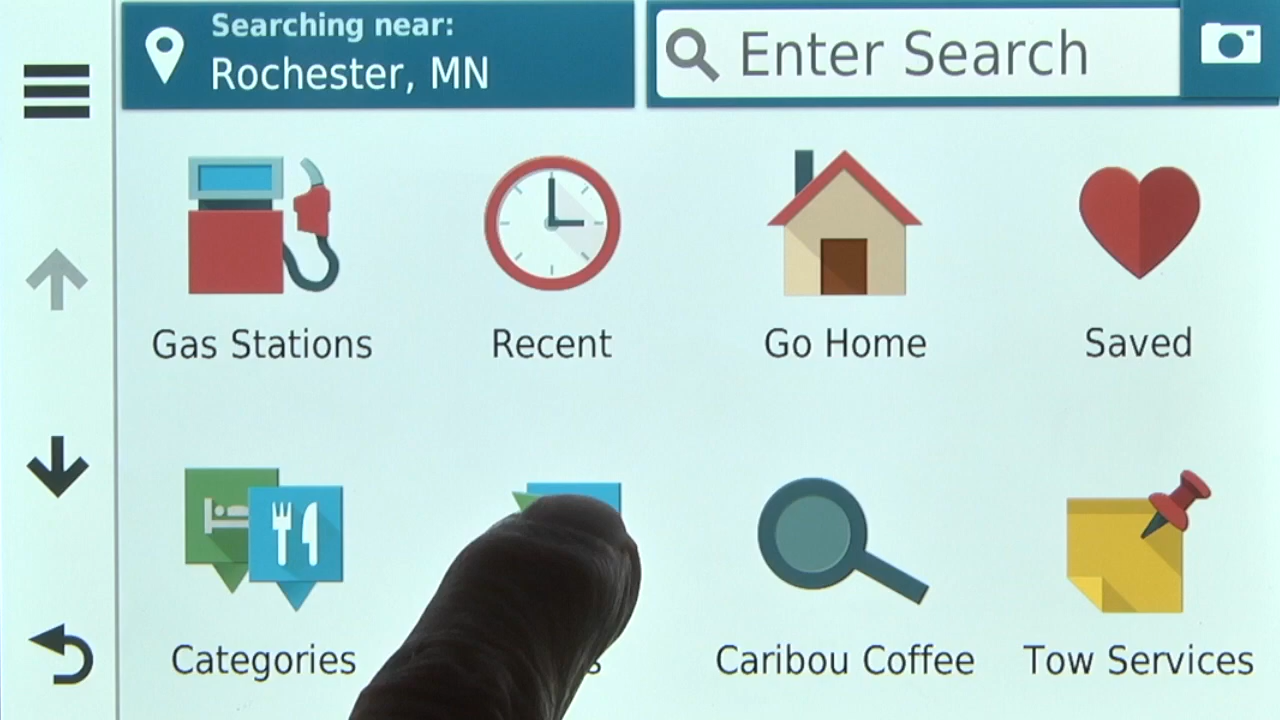 Searching near:
Rochester, MN
Enter Search
Gas Stations
Recent
Go Home
Saved
Categories
Caribou Coffee
Tow Services